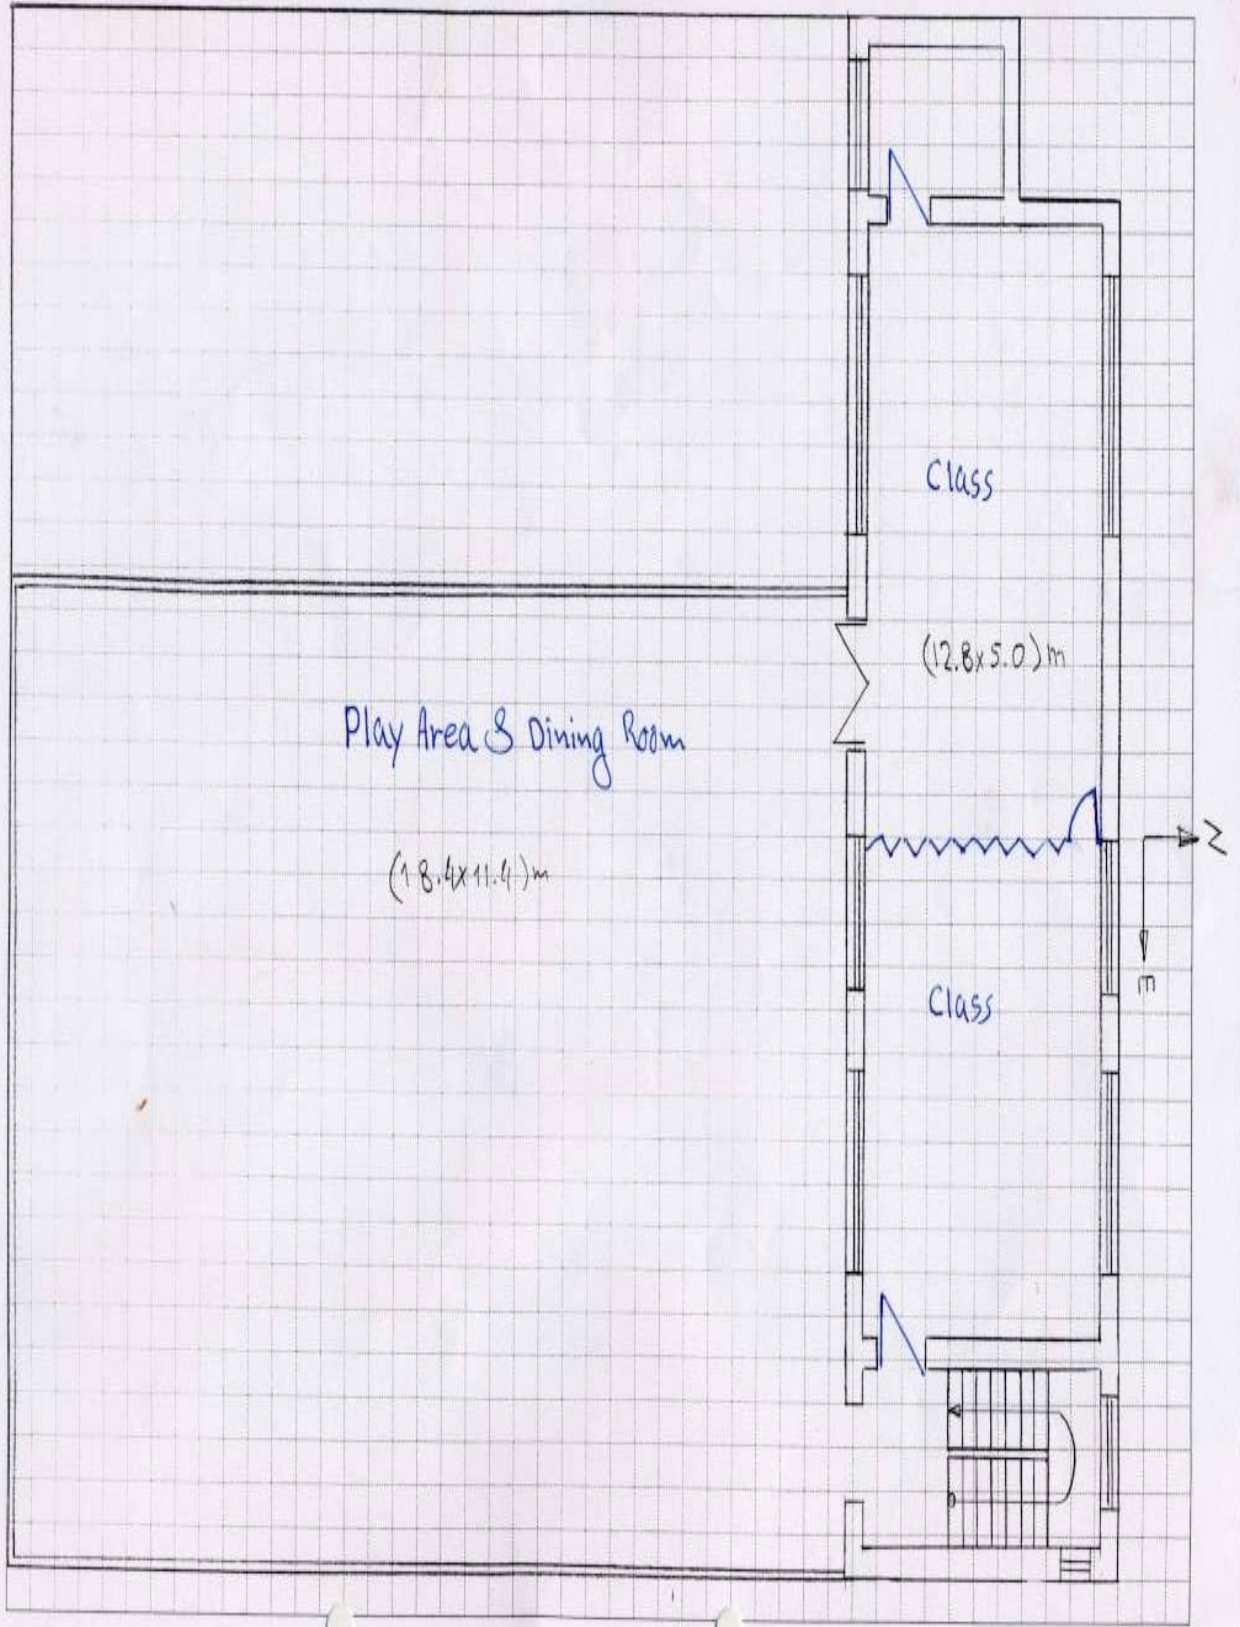 Class
(12.8x5.0)m
Play Area & Dining Room
(18.4x11.4)m
N
E
Class